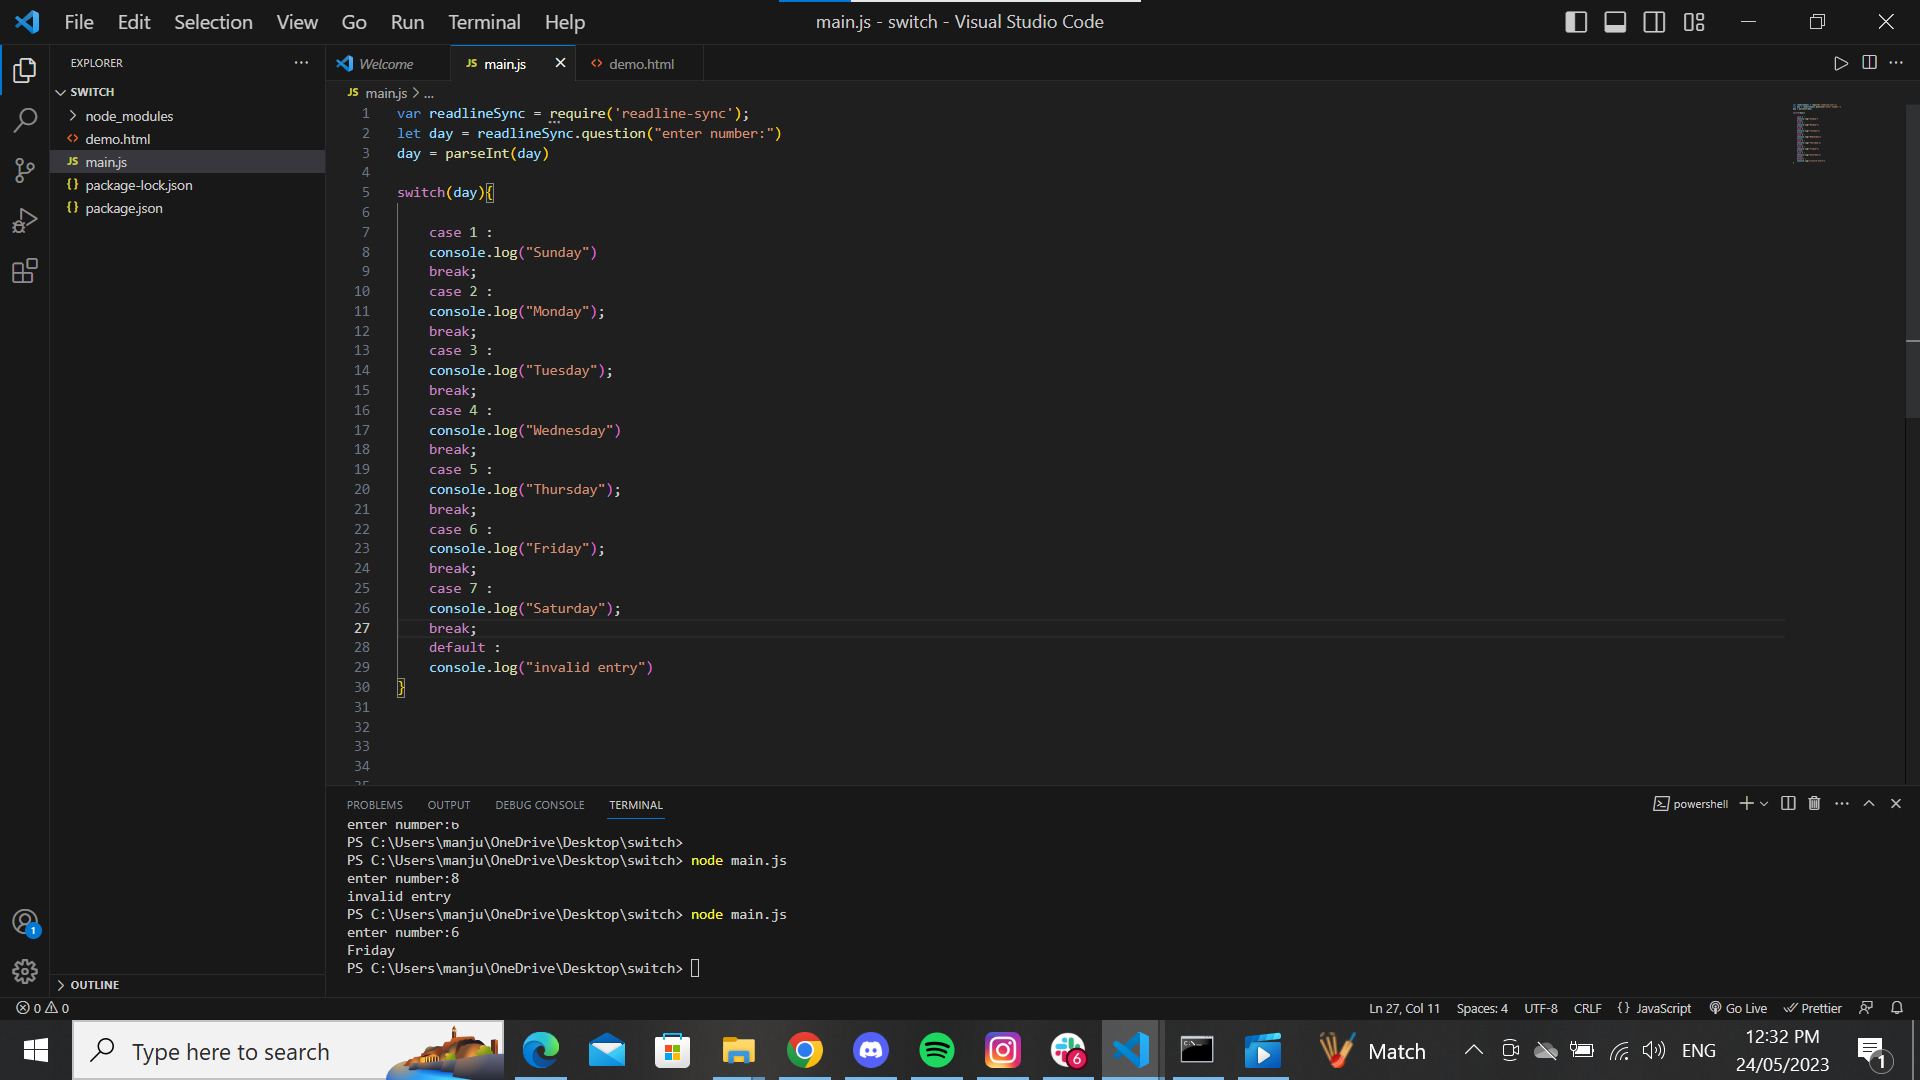 File Edit Selection View Go Run Terminal Help
main.js - switch - Visual Studio Code
EXPLORER
SWITCH
node_modules
demo.html
JS main.js
{} package-lock.json
{} package.json
OUTLINE
Welcome
JS main.js
demo.html
JS main.js > ...
1 var readlineSync = require('readline-sync');
2 let day = readlineSync.question("enter number:")
3 day = parseInt(day)
4
5 switch(day){
6
7 case 1 :
8 console.log("Sunday")
9 break;
10 case 2 :
11 console.log("Monday");
12 break;
13 case 3 :
14 console.log("Tuesday");
15 break;
16 case 4 :
17 console.log("Wednesday")
18 break;
19 case 5 :
20 console.log("Thursday");
21 break;
22 case 6 :
23 console.log("Friday");
24 break;
25 case 7 :
26 console.log("Saturday");
27 break;
28 default :
29 console.log("invalid entry")
30 }
31
32
33
34
35
PROBLEMS OUTPUT DEBUG CONSOLE TERMINAL
powershell
enter number:6
PS C:\Users\manju\OneDrive\Desktop\switch>
PS C:\Users\manju\OneDrive\Desktop\switch> node main.js
enter number:8
invalid entry
PS C:\Users\manju\OneDrive\Desktop\switch> node main.js
enter number:6
Friday
PS C:\Users\manju\OneDrive\Desktop\switch>
1
0 0
Ln 27, Col 11 Spaces: 4 UTF-8 CRLF {} JavaScript Go Live Prettier
Type here to search
6
Match
ENG
12:32 PM
24/05/2023
1